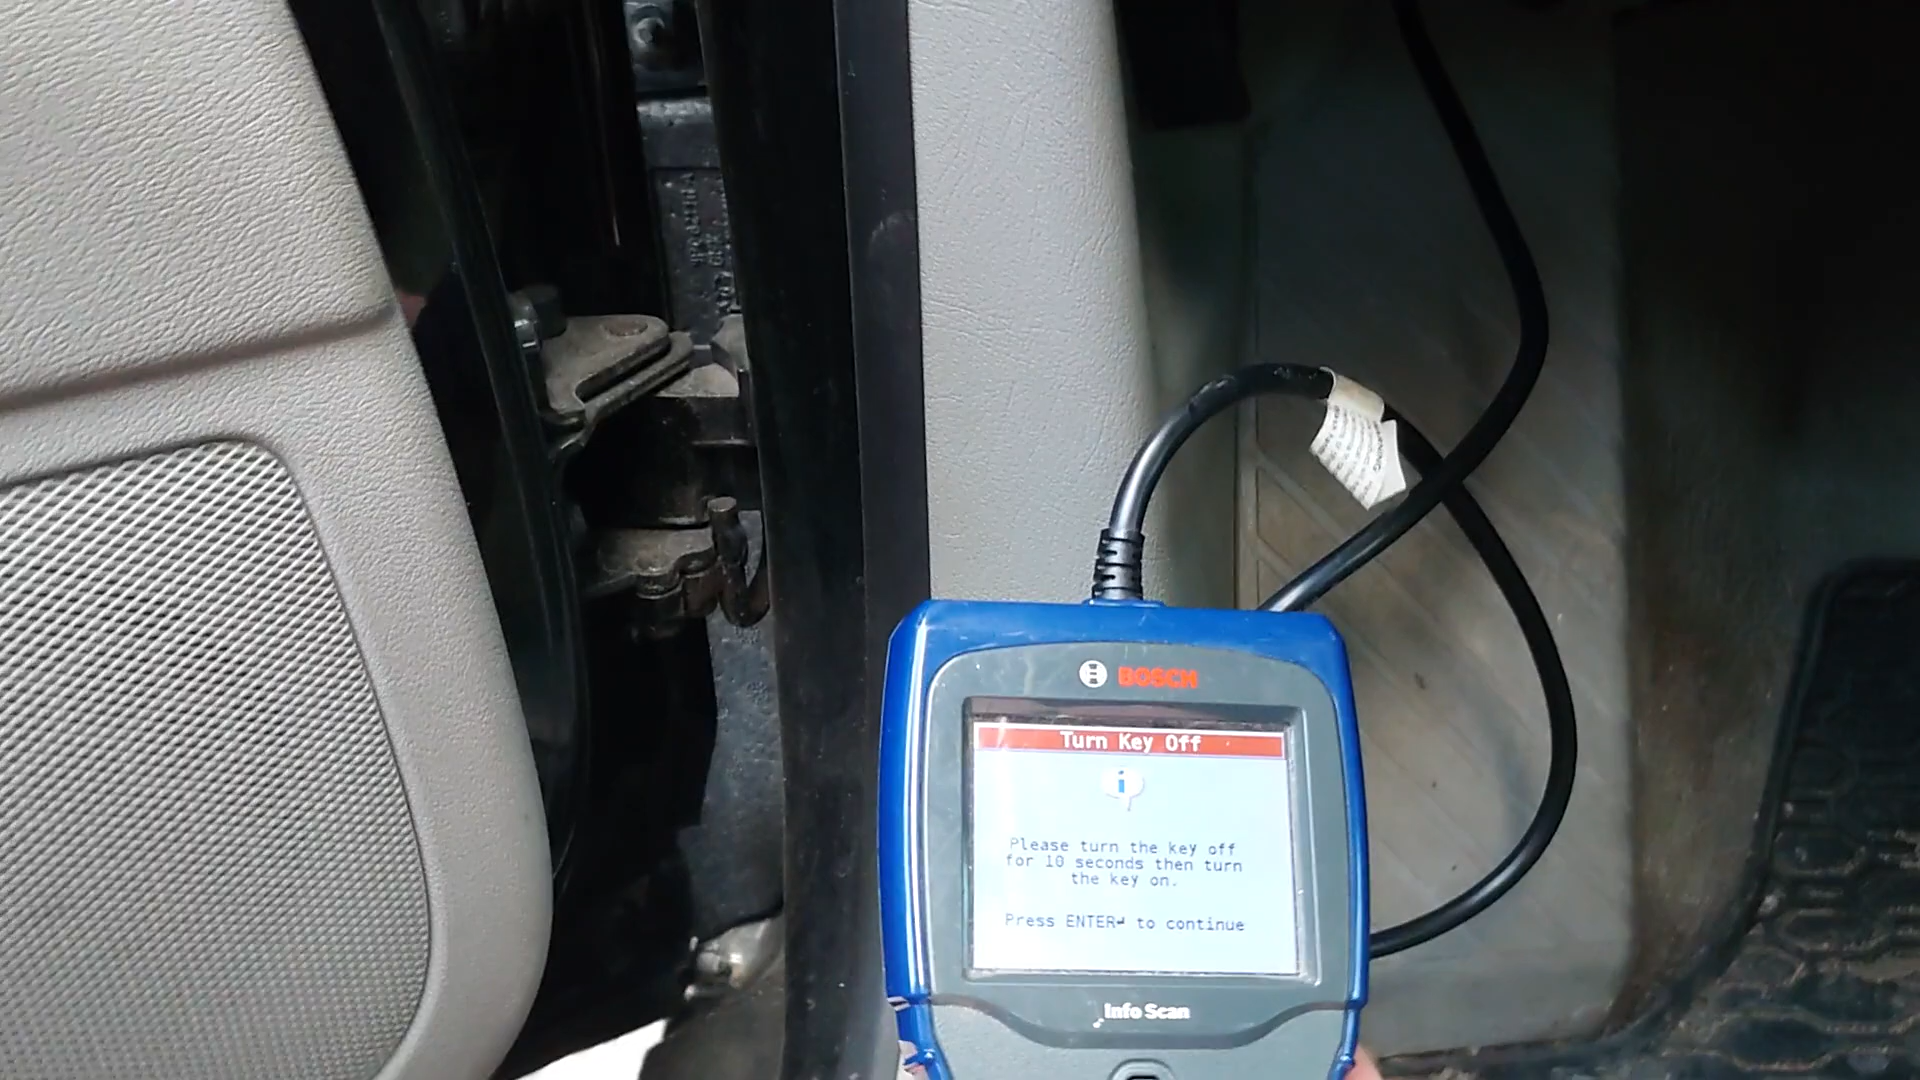 BOSCH
Turn Key Off
i
Please turn the key off
for 10 seconds then turn
the key on.
Press ENTER↵ to continue
Info Scan
WARNING